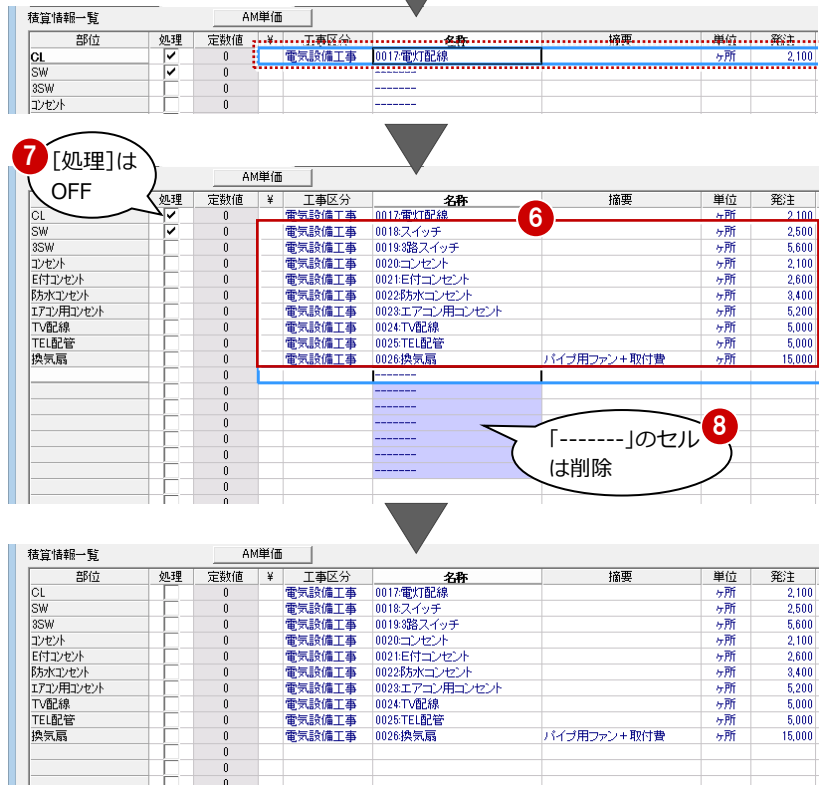 積算情報一覧 AM単価
部位 処理 定数値 ¥ 工事区分 名称 摘要 単位 発注
CL 0 電気設備工事 0017:電灯配線 ヶ所 2,100
SW 0 -------
3SW 0 -------
コンセント 0 -------
7 [処理]は
OFF
AM単価
処理 定数値 ¥ 工事区分 名称 摘要 単位 発注
CL 0 電気設備工事 0017:電灯配線 ヶ所 2,100
6
SW 0 電気設備工事 0018:スイッチ ヶ所 2,500
3SW 0 電気設備工事 0019:3路スイッチ ヶ所 5,600
コンセント 0 電気設備工事 0020:コンセント ヶ所 2,100
E付コンセント 0 電気設備工事 0021:E付コンセント ヶ所 2,600
防水コンセント 0 電気設備工事 0022:防水コンセント ヶ所 3,400
エアコン用コンセント 0 電気設備工事 0023:エアコン用コンセント ヶ所 5,200
TV配線 0 電気設備工事 0024:TV配線 ヶ所 5,000
TEL配管 0 電気設備工事 0025:TEL配管 ヶ所 5,000
換気扇 0 電気設備工事 0026:換気扇 パイプ用ファン+取付費 ヶ所 15,000
0 -------
0 -------
0 -------
0 -------
0 -------
0 -------
0 -------
0
0
8
「-------」のセル
は削除
積算情報一覧 AM単価
部位 処理 定数値 ¥ 工事区分 名称 摘要 単位 発注
CL 0 電気設備工事 0017:電灯配線 ヶ所 2,100
SW 0 電気設備工事 0018:スイッチ ヶ所 2,500
3SW 0 電気設備工事 0019:3路スイッチ ヶ所 5,600
コンセント 0 電気設備工事 0020:コンセント ヶ所 2,100
E付コンセント 0 電気設備工事 0021:E付コンセント ヶ所 2,600
防水コンセント 0 電気設備工事 0022:防水コンセント ヶ所 3,400
エアコン用コンセント 0 電気設備工事 0023:エアコン用コンセント ヶ所 5,200
TV配線 0 電気設備工事 0024:TV配線 ヶ所 5,000
TEL配管 0 電気設備工事 0025:TEL配管 ヶ所 5,000
換気扇 0 電気設備工事 0026:換気扇 パイプ用ファン+取付費 ヶ所 15,000
0
0
0